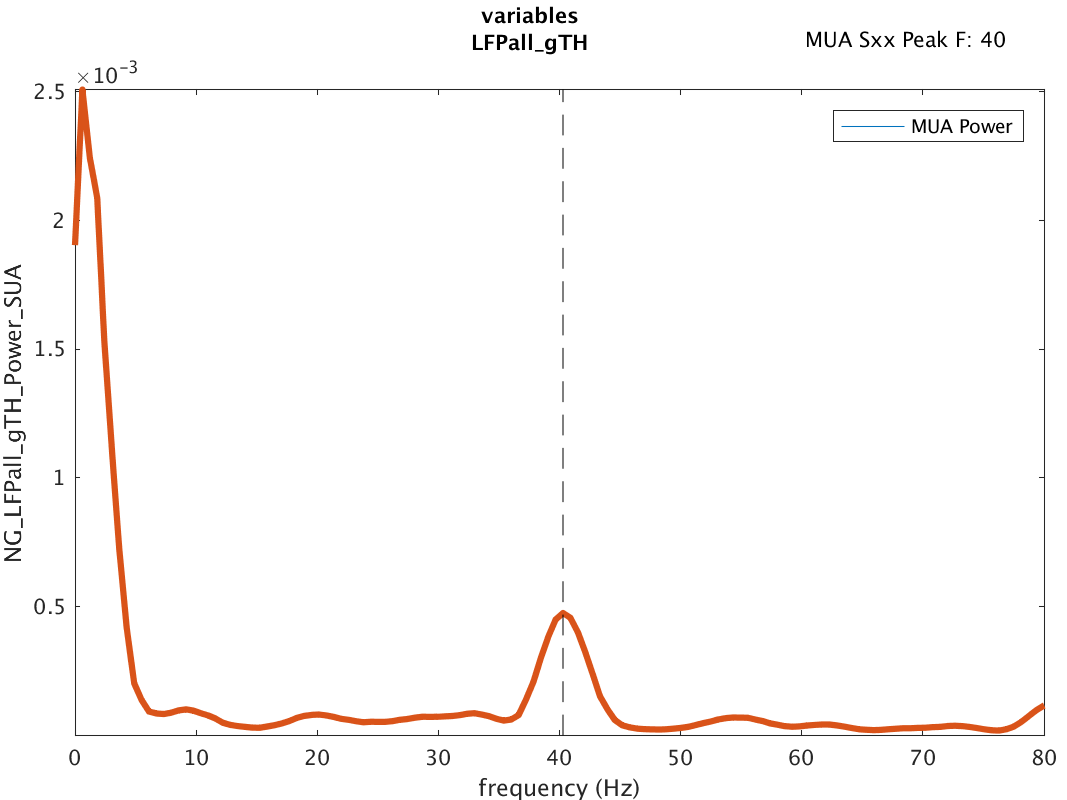 variables
LFPall_gTH
MUA Sxx Peak F: 40
×10⁻³
MUA Power
2.5
2
1.5
1
0.5
NG_LFPall_gTH_Power_SUA
0 10 20 30 40 50 60 70 80
frequency (Hz)